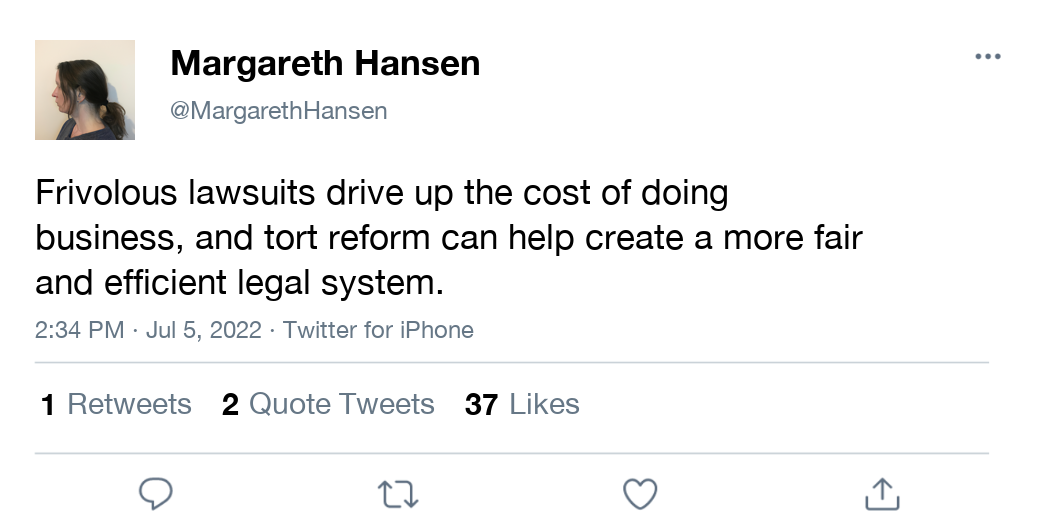 Margareth Hansen
@MargarethHansen
Frivolous lawsuits drive up the cost of doing
business, and tort reform can help create a more fair
and efficient legal system.
2:34 PM · Jul 5, 2022 · Twitter for iPhone
1 Retweets 2 Quote Tweets 37 Likes